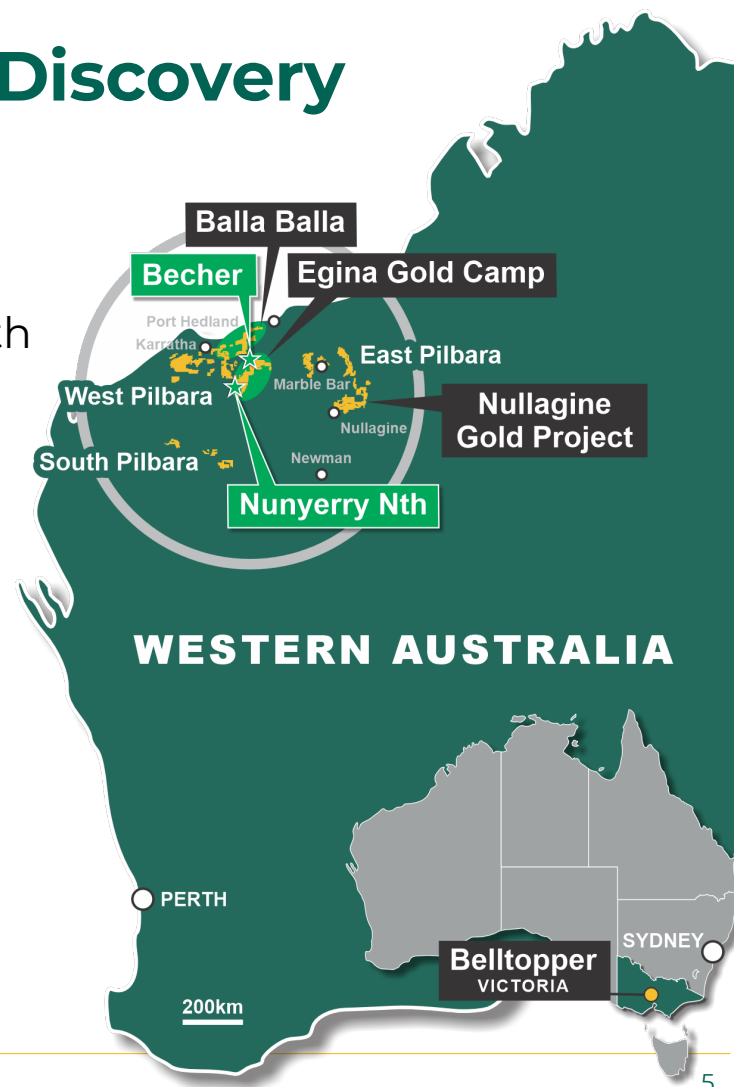 Discovery
th
Balla Balla
Becher
Egina Gold Camp
Port Hedland
Karratha
East Pilbara
Marble Bar
West Pilbara
Nullagine
Gold Project
Nullagine
South Pilbara
Newman
Nunyerry Nth
WESTERN AUSTRALIA
PERTH
SYDNEY
Belltopper
VICTORIA
200km
5